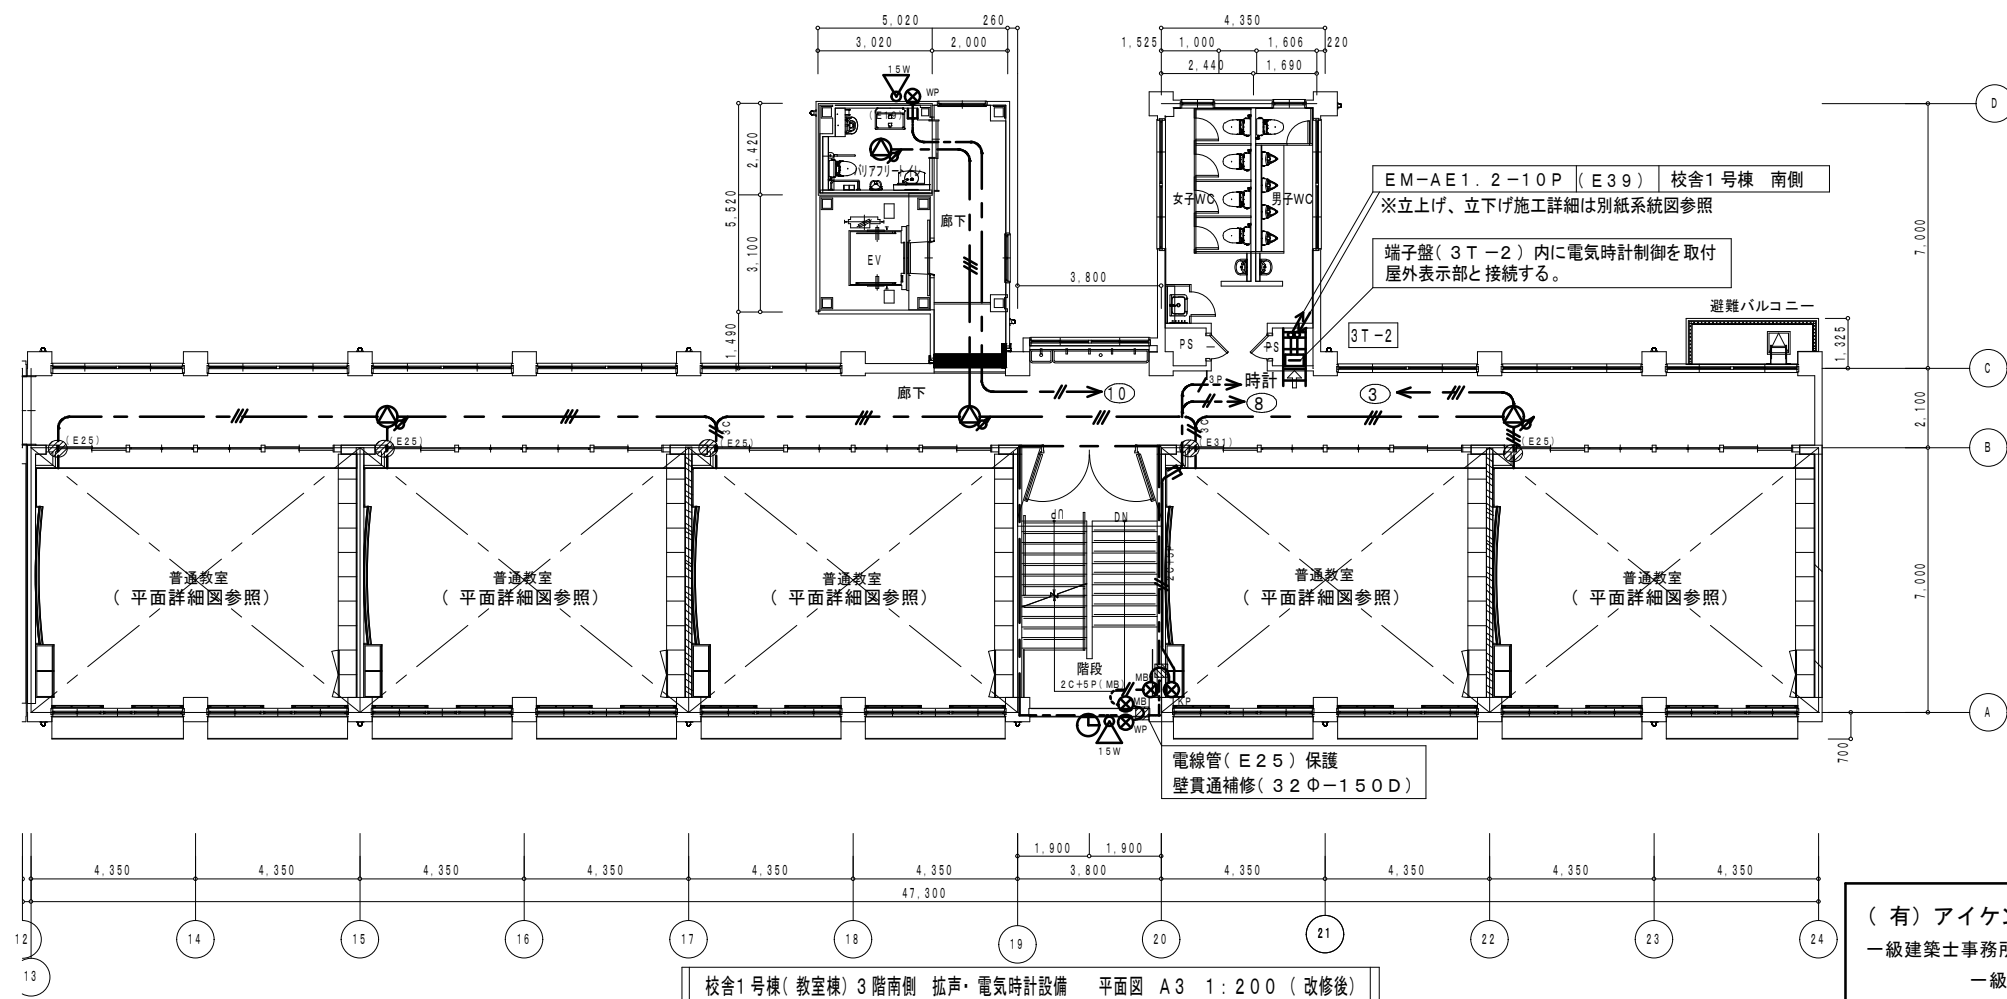 5,020 260
3,020 2,000
4,350
1,525 1,000 1,606 220
2,440 1,690
15W
WP
バリアフリートイレ
2,420
5,520
3,100
1,490
EV
廊下
3,800
女子WC 男子WC
PS PS
D
EM-AE1.2-10P (E39) 校舎1号棟 南側
※立上げ、立下げ施工詳細は別紙系統図参照
端子盤(3T-2)内に電気時計制御を取付
屋外表示部と接続する。
3T-2
避難バルコニー
1,325
7,000
C
2,100
B
7,000
A
700
廊下
10
3P 時計
8
3
(E25) (E25) (E25) (E31) (E25)
3C 3C
UP DN
2C+5P
普通教室
(平面詳細図参照)
普通教室
(平面詳細図参照)
普通教室
(平面詳細図参照)
普通教室
(平面詳細図参照)
普通教室
(平面詳細図参照)
階段
2C+5P(MB)
MB
MB
KP
WP
15W
電線管(E25)保護
壁貫通補修(32Φ-150D)
1,900 1,900
4,350 4,350 4,350 4,350 4,350 4,350 3,800 4,350 4,350 4,350 4,350
47,300
12 14 15 16 17 18 19 20 21 22 23 24
13
校舎1号棟(教室棟)3階南側 拡声・電気時計設備 平面図 A3 1:200 (改修後)
(有)アイケン
一級建築士事務所
一級